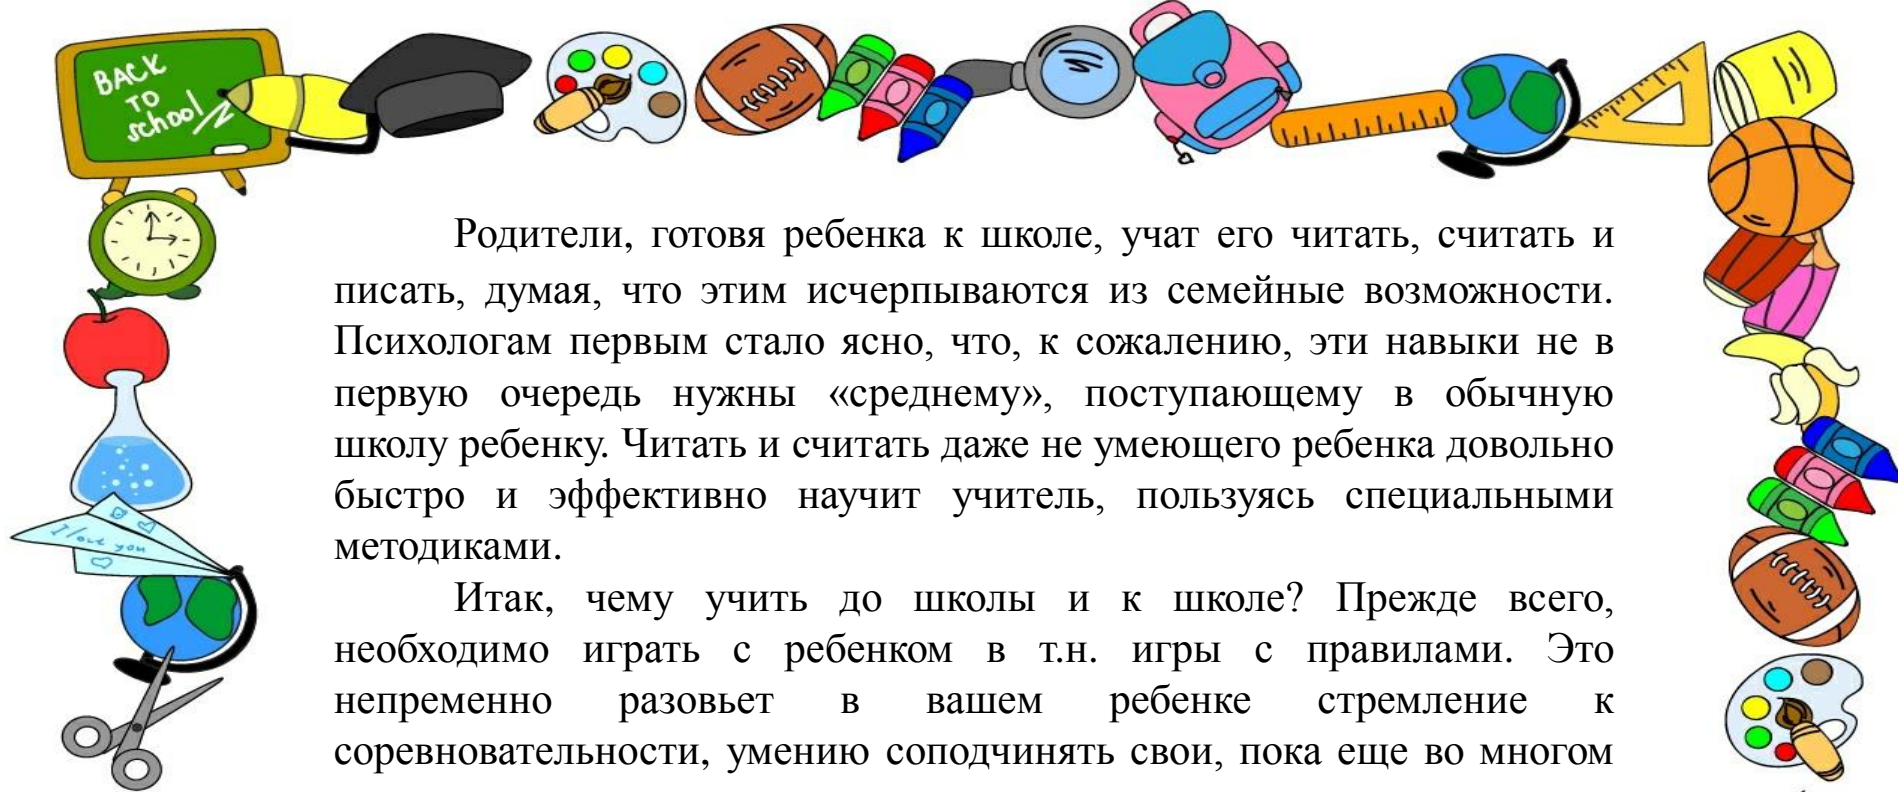 BACK
TO
school
Родители, готовя ребенка к школе, учат его читать, считать и
писать, думая, что этим исчерпываются из семейные возможности.
Психологам первым стало ясно, что, к сожалению, эти навыки не в
первую очередь нужны «среднему», поступающему в обычную
школу ребенку. Читать и считать даже не умеющего ребенка довольно
быстро и эффективно научит учитель, пользуясь специальными
методиками.
I love you
Итак, чему учить до школы и к школе? Прежде всего,
необходимо играть с ребенком в т.н. игры с правилами. Это
непременно разовьет в вашем ребенке стремление к
соревновательности, умению соподчинять свои, пока еще во многом